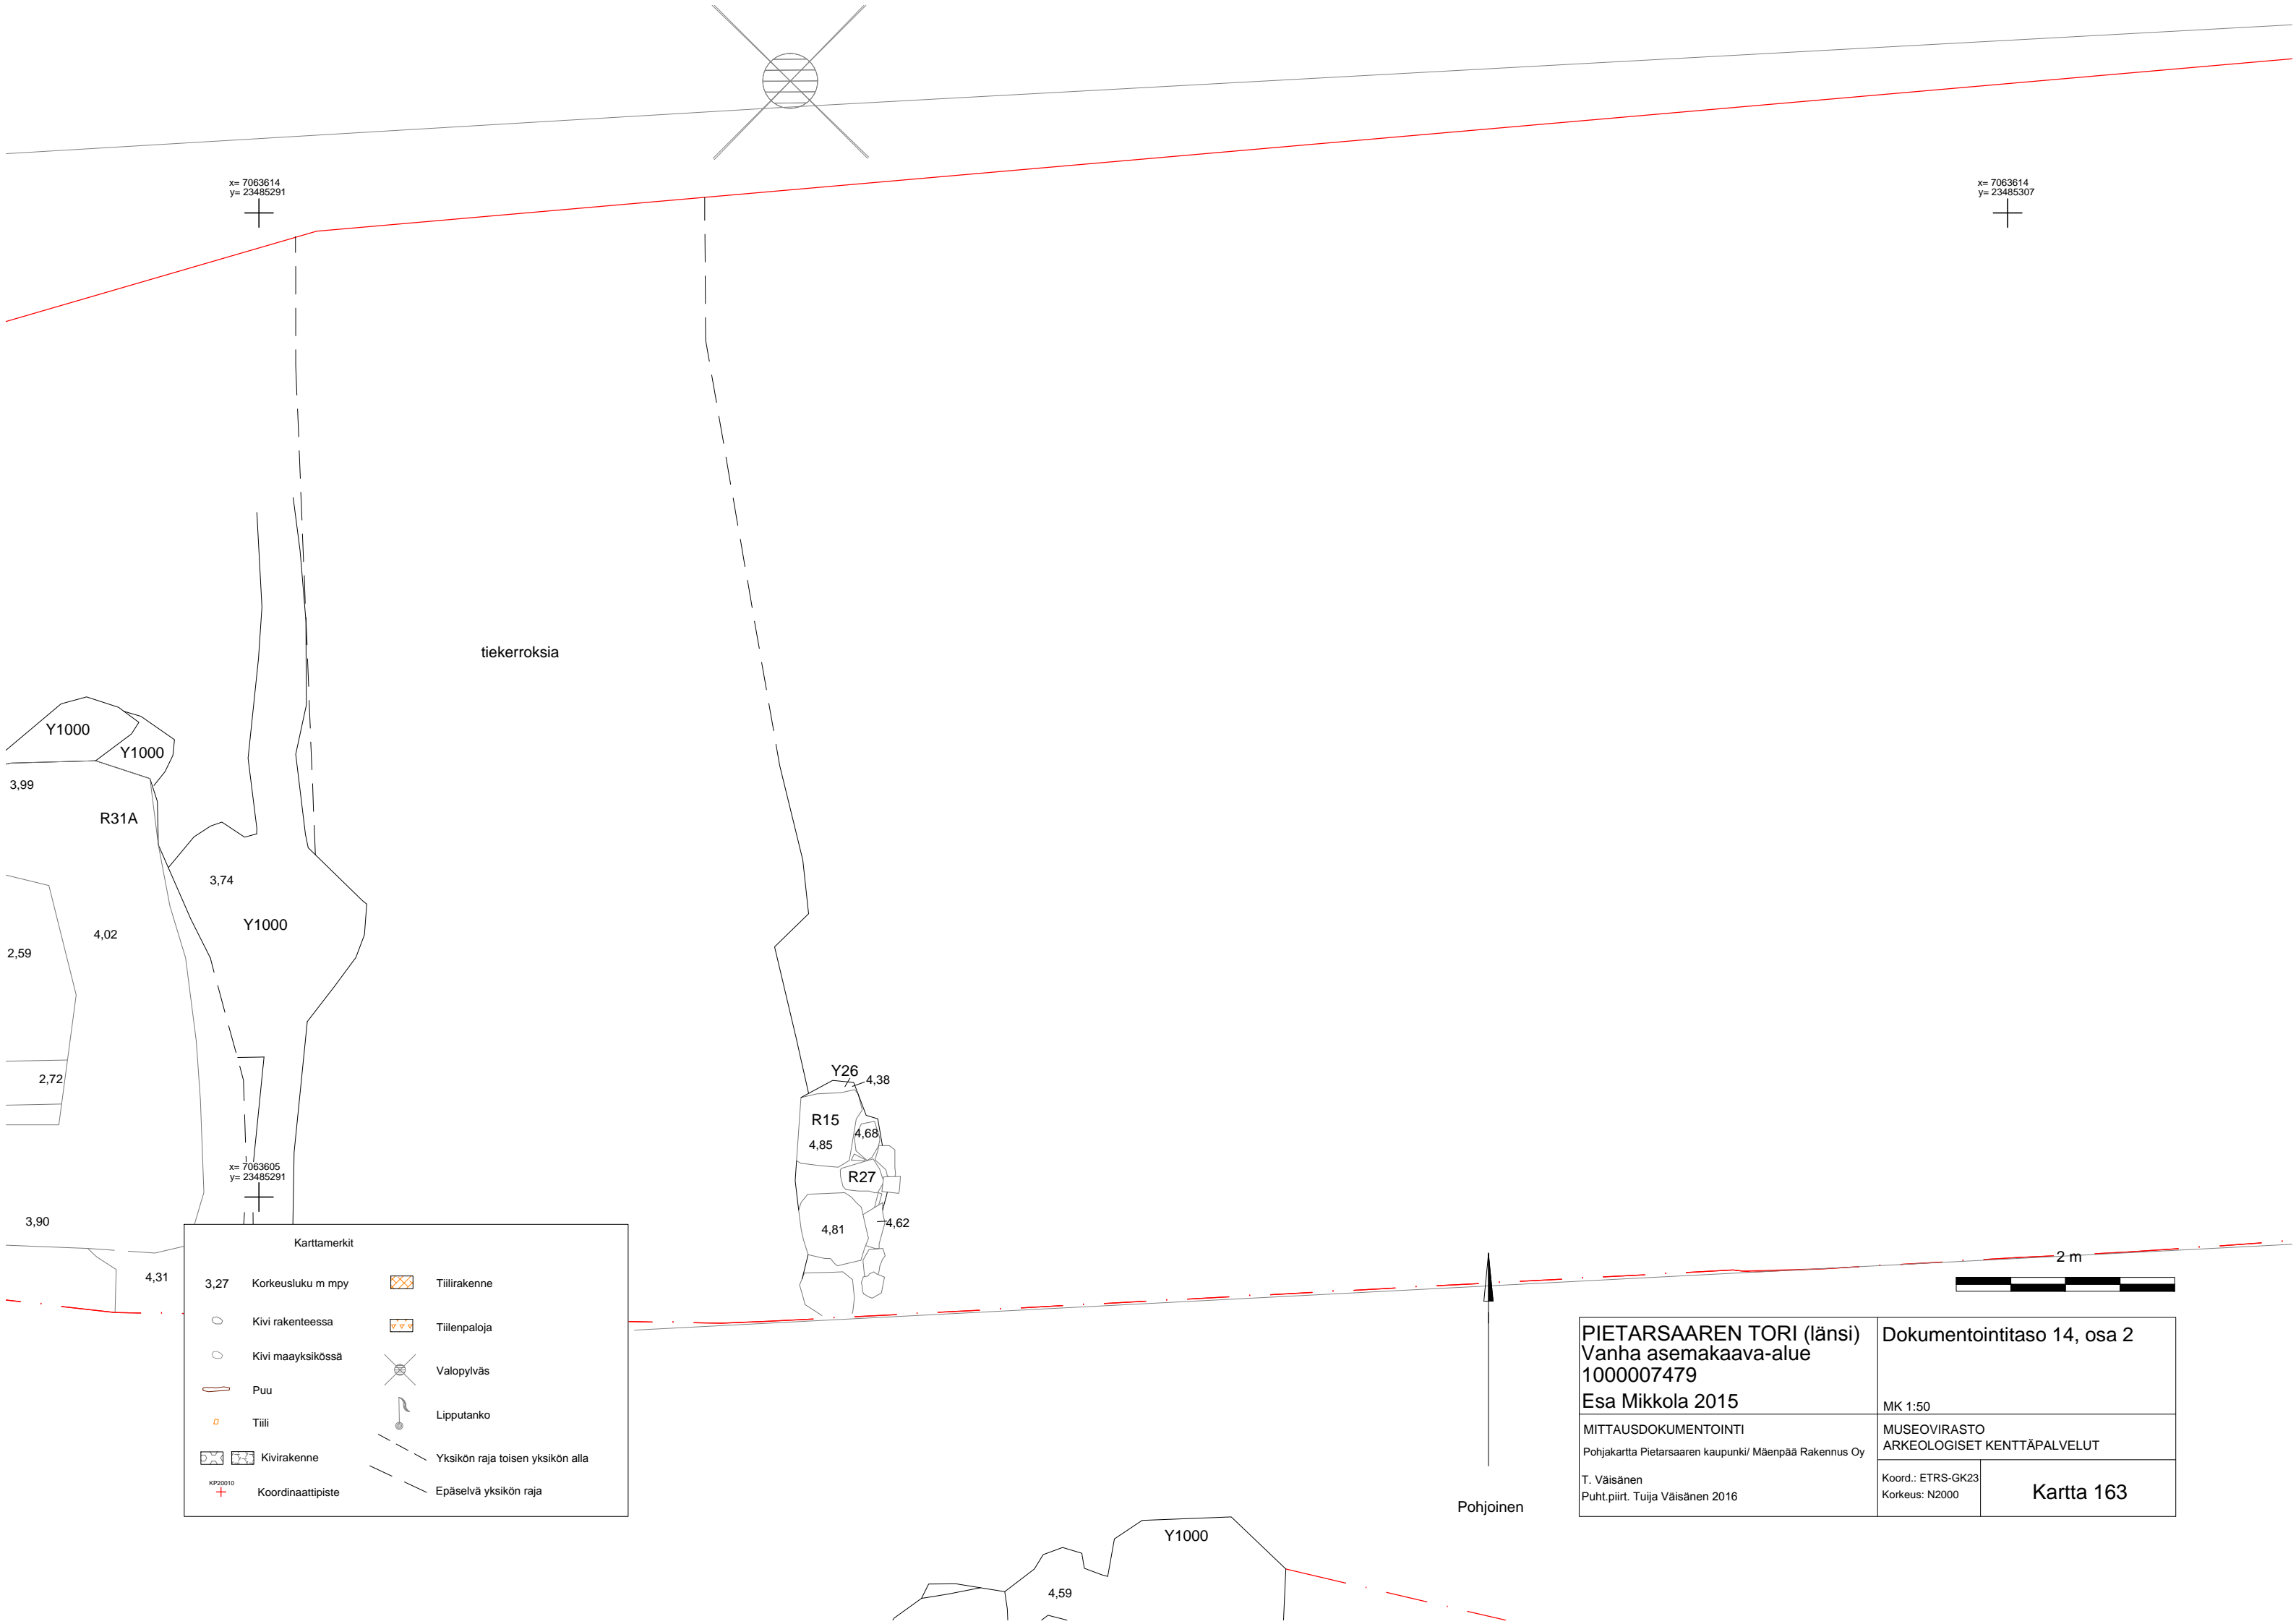 x= 7063614
y= 23485291
x= 7063614
y= 23485307
tiekerroksia
Y1000
Y1000
3,99
R31A
3,74
Y1000
4,02
2,59
2,72
Y26
4,38
R15
4,85
4,68
R27
4,81
4,62
x= 7063605
y= 23485291
3,90
4,31
Karttamerkit
3,27 Korkeusluku m mpy
Kivi rakenteessa
Kivi maayksikössä
Puu
Tiili
Kivirakenne
KP20010
Koordinaattipiste
Tiilirakenne
Tiilenpaloja
Valopylväs
Lipputanko
Yksikön raja toisen yksikön alla
Epäselvä yksikön raja
2 m
Pohjoinen
PIETARSAAREN TORI (länsi)
Vanha asemakaava-alue
1000007479
Esa Mikkola 2015
Dokumentointitaso 14, osa 2
MK 1:50
MITTAUSDOKUMENTOINTI
Pohjakartta Pietarsaaren kaupunki/ Mäenpää Rakennus Oy
T. Väisänen
Puht.piirt. Tuija Väisänen 2016
MUSEOVIRASTO
ARKEOLOGISET KENTTÄPALVELUT
Koord.: ETRS-GK23
Korkeus: N2000
Kartta 163
Y1000
4,59